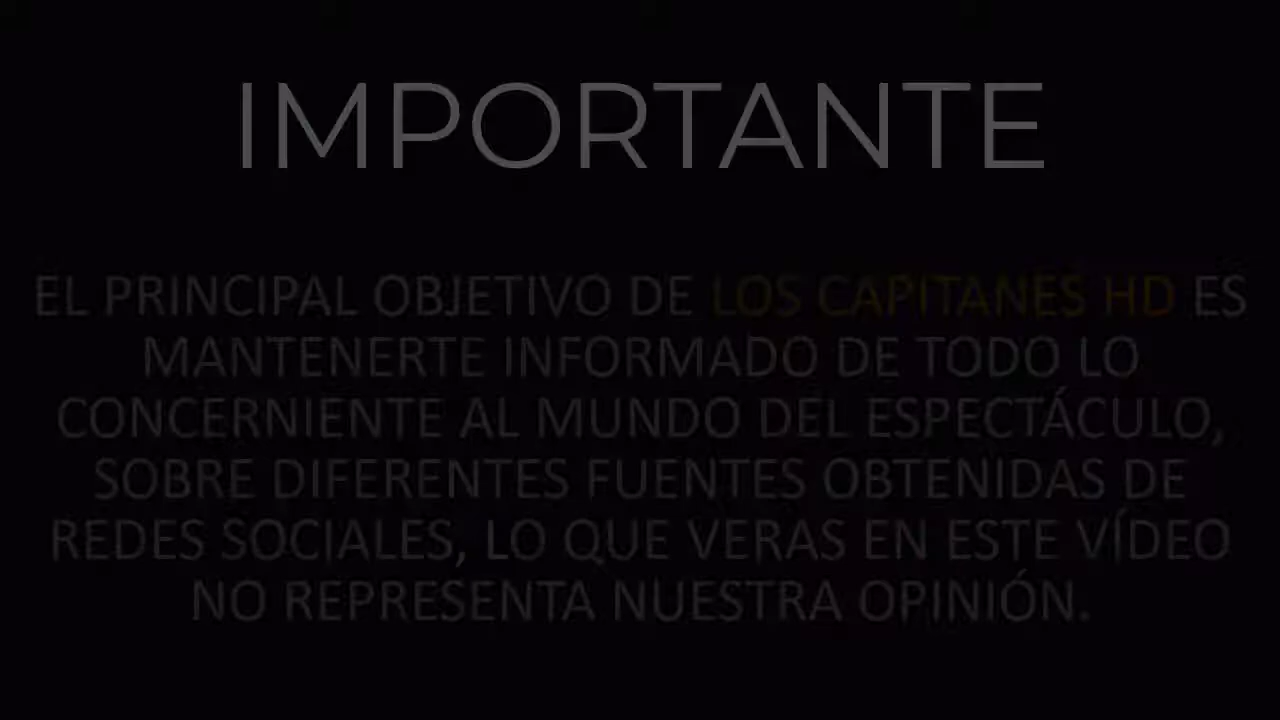 IMPORTANTE
EL PRINCIPAL OBJETIVO DE LOS CAPITANES HD ES
MANTENERTE INFORMADO DE TODO LO
CONCERNIENTE AL MUNDO DEL ESPECTÁCULO,
SOBRE DIFERENTES FUENTES OBTENIDAS DE
REDES SOCIALES, LO QUE VERAS EN ESTE VÍDEO
NO REPRESENTA NUESTRA OPINIÓN.